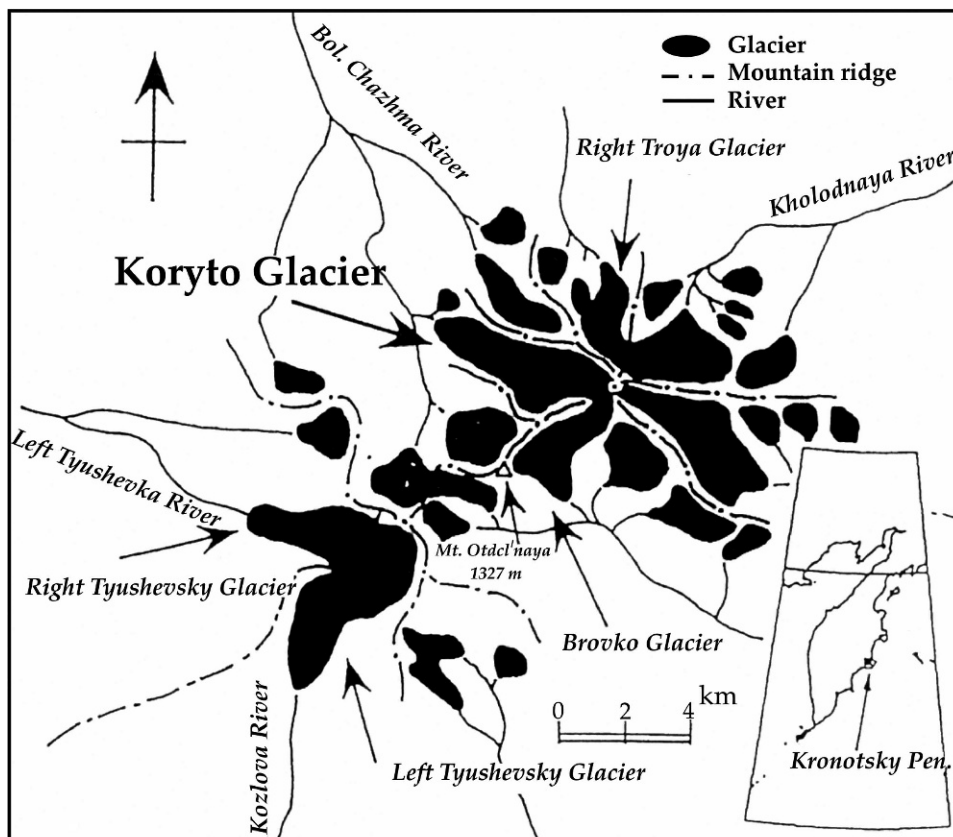 Glacier
Mountain ridge
River
Bol. Chazhma River
Right Troya Glacier
Kholodnaya River
Koryto Glacier
Left Tyushevka River
Right Tyushevsky Glacier
Mt. Otdcl'naya
1327 m
Brovko Glacier
km
0 2 4
Kozlova River
Left Tyushevsky Glacier
Kronotsky Pen.